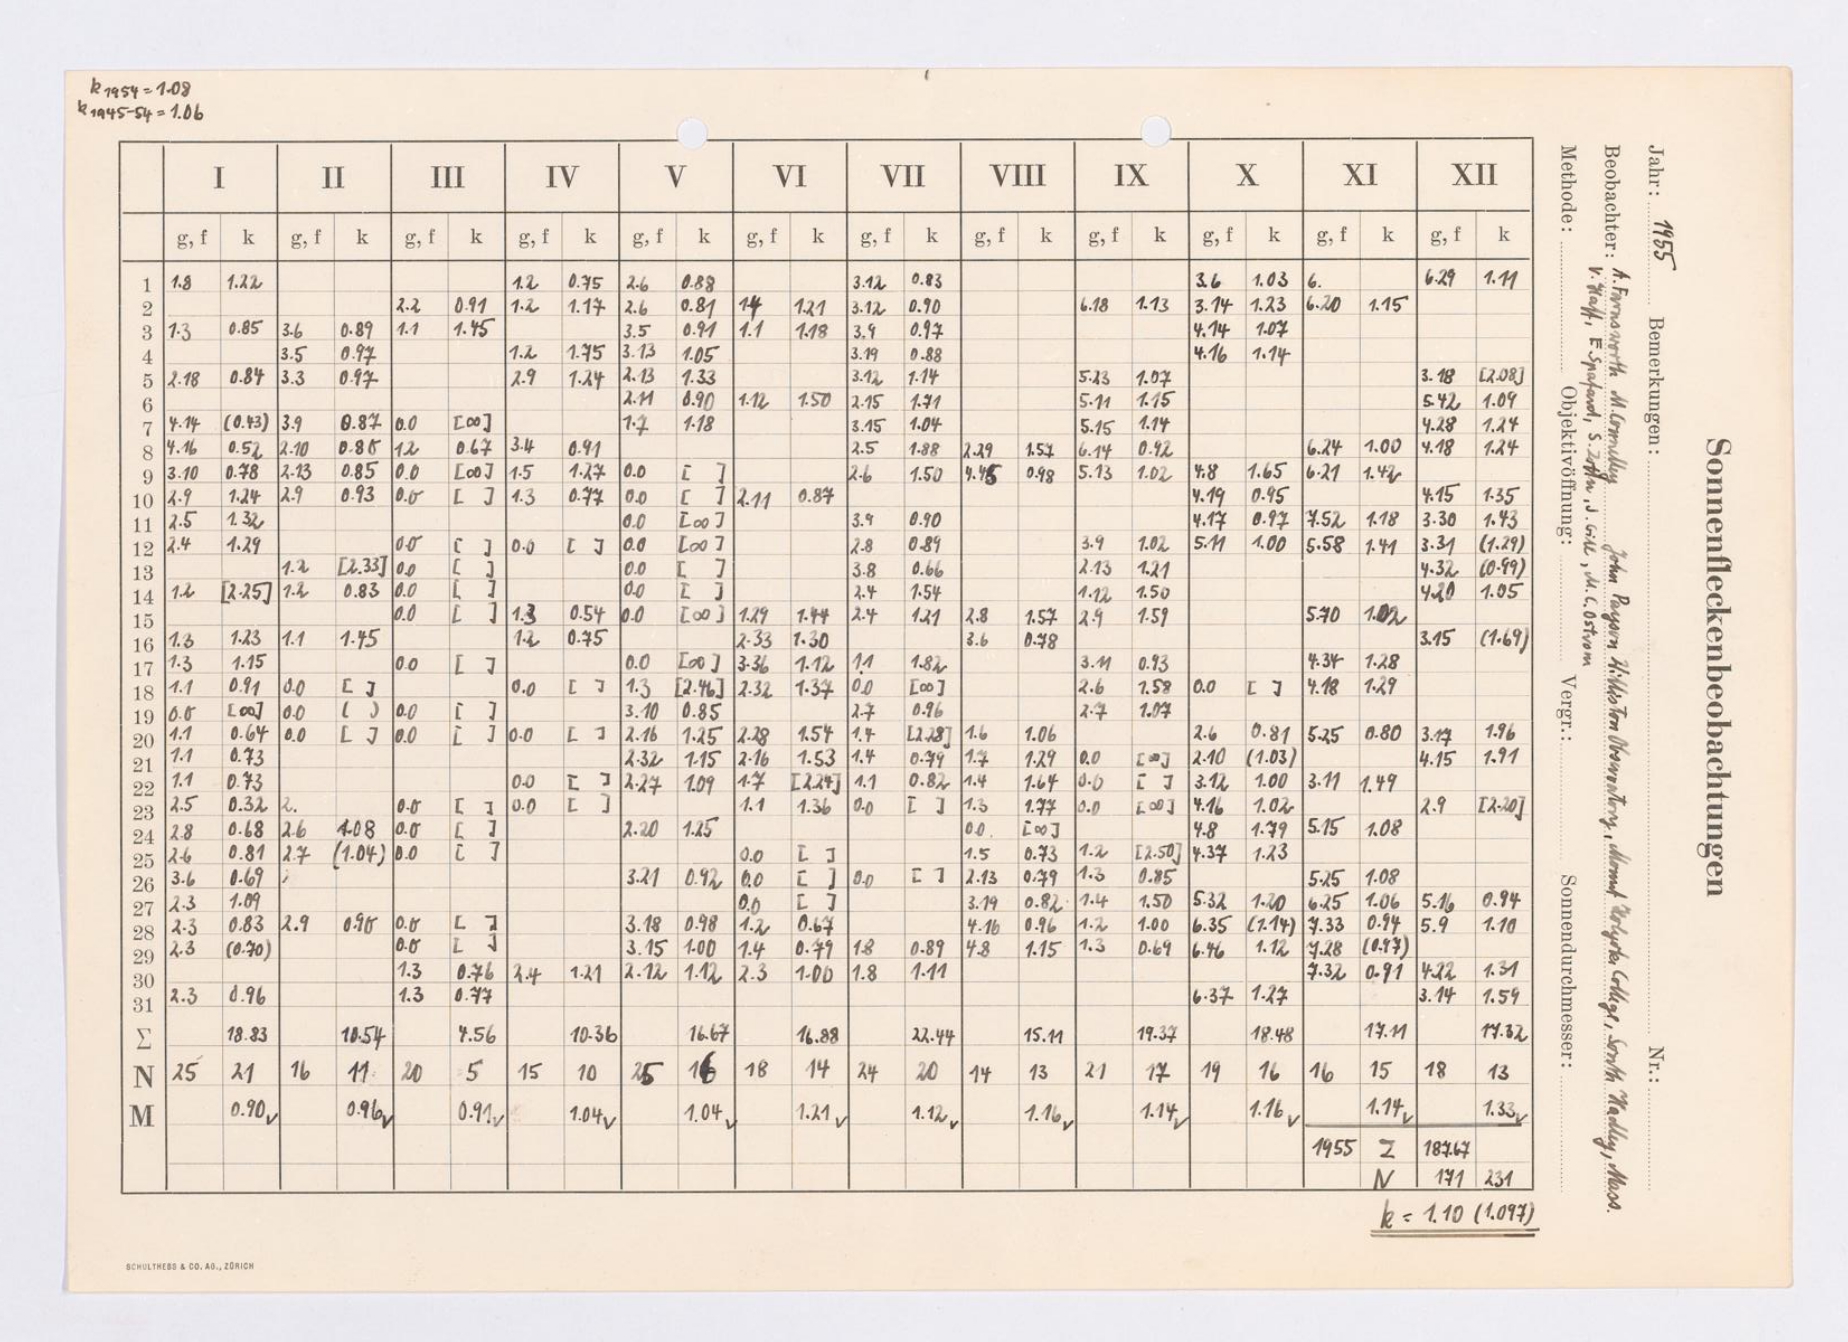 k1954 = 1.08
k1945-54 = 1.06
I II III IV V VI VII VIII IX X XI XII
g, f k g, f k g, f k g, f k g, f k g, f k g, f k g, f k g, f k g, f k g, f k g, f k
1 1.8 1.22 1.2 0.75 2.6 0.88 3.12 0.83 3.6 1.03 6. 6.29 1.11
2 2.2 0.91 1.2 1.17 2.6 0.81 1.4 1.21 3.12 0.90 6.18 1.13 3.14 1.23 6.20 1.15
3 1.3 0.85 3.6 0.89 1.1 1.45 3.5 0.91 1.1 1.18 3.9 0.97 4.14 1.07
4 3.5 0.97 1.2 1.75 3.13 1.05 3.19 0.88 4.16 1.14
5 2.18 0.84 3.3 0.97 2.9 1.24 2.13 1.33 3.12 1.14 5.23 1.07 3.18 [2.08]
6 2.11 0.90 1.12 1.50 2.15 1.71 5.11 1.15 5.42 1.09
7 4.14 (0.43) 3.9 0.87 0.0 [∞] 1.7 1.18 3.15 1.04 5.15 1.14 4.28 1.24
8 4.16 0.52 2.10 0.88 1.2 0.67 3.4 0.91 2.5 1.88 2.29 1.57 6.14 0.92 6.24 1.00 4.18 1.24
9 3.10 0.78 2.13 0.85 0.0 [∞] 1.5 1.27 0.0 [ ] 2.6 1.50 4.45 0.98 5.13 1.02 4.8 1.65 6.21 1.42
10 2.9 1.24 2.9 0.93 0.0 [ ] 1.3 0.77 0.0 [ ] 2.11 0.87 4.19 0.95 4.15 1.35
11 2.5 1.32 0.0 [∞] 3.9 0.90 4.17 0.97 7.52 1.18 3.30 1.43
12 2.4 1.29 0.0 [ ] 0.0 [ ] 0.0 [∞] 2.8 0.89 3.9 1.02 5.11 1.00 5.58 1.41 3.31 (1.29)
13 1.2 [2.33] 0.0 [ ] 0.0 [ ] 3.8 0.66 2.13 1.21 4.32 (0.99)
14 1.2 [2.25] 1.2 0.83 0.0 [ ] 0.0 [ ] 2.4 1.54 1.12 1.50 4.20 1.05
15 0.0 [ ] 1.3 0.54 0.0 [∞] 1.29 1.44 2.4 1.21 2.8 1.57 2.9 1.59 5.70 1.02
16 1.3 1.23 1.1 1.45 1.2 0.75 2.33 1.30 3.6 0.78 3.15 (1.69)
17 1.3 1.15 0.0 [ ] 0.0 [∞] 3.36 1.12 1.1 1.82 3.11 0.93 4.34 1.28
18 1.1 0.91 0.0 [ ] 0.0 [ ] 1.3 [2.46] 2.32 1.37 0.0 [∞] 2.6 1.58 0.0 [ ] 4.18 1.29
19 0.0 [∞] 0.0 ( ) 0.0 [ ] 3.10 0.85 2.7 0.96 2.7 1.07
20 1.1 0.64 0.0 [ ] 0.0 [ ] 0.0 [ ] 2.16 1.25 2.28 1.54 1.4 [2.28] 1.6 1.06 2.6 0.81 5.25 0.80 3.17 1.96
21 1.1 0.73 2.32 1.15 2.16 1.53 1.4 0.79 1.7 1.29 0.0 [∞] 2.10 (1.03) 4.15 1.91
22 1.1 0.73 0.0 [ ] 2.27 1.09 1.7 [2.24] 1.1 0.82 1.4 1.64 0.0 [ ] 3.12 1.00 3.11 1.49
23 2.5 0.32 2. 0.0 [ ] 0.0 [ ] 1.1 1.36 0.0 [ ] 1.3 1.77 0.0 [∞] 4.16 1.02 2.9 [2.20]
24 2.8 0.68 2.6 1.08 0.0 [ ] 2.20 1.25 0.0. [∞] 4.8 1.79 5.15 1.08
25 2.6 0.81 2.7 (1.04) 0.0 [ ] 0.0 [ ] 1.5 0.73 1.2 [2.50] 4.37 1.23
26 3.6 0.69 3.21 0.92 0.0 [ ] 0.0 [ ] 2.13 0.79 1.3 0.85 5.25 1.08
27 2.3 1.09 0.0 [ ] 3.19 0.82 1.4 1.50 5.32 1.20 6.25 1.06 5.16 0.94
28 2.3 0.83 2.9 0.90 0.0 [ ] 3.18 0.98 1.2 0.67 4.16 0.96 1.2 1.00 6.35 (1.14) 7.33 0.94 5.9 1.10
29 2.3 (0.70) 0.0 [ ] 3.15 1.00 1.4 0.79 1.8 0.89 4.8 1.15 1.3 0.69 6.46 1.12 7.28 (0.97)
30 1.3 0.76 2.4 1.21 2.12 1.12 2.3 1.00 1.8 1.11 7.32 0.91 4.22 1.31
31 2.3 0.96 1.3 0.77 6.37 1.27 3.14 1.59
Σ 18.83 10.54 4.56 10.36 16.67 16.88 22.44 15.11 19.37 18.48 17.11 17.32
N 25 21 16 11 20 5 15 10 25 16 18 14 24 20 14 13 21 17 19 16 16 15 18 13
M 0.90 0.96 0.91 1.04 1.04 1.21 1.12 1.16 1.14 1.16 1.14 1.33
1955 Σ 187.67
N 171 231
k = 1.10 (1.097)
SCHULTHESS & CO. AG., ZÜRICH
Sonnenfleckenbeobachtungen
Jahr: 1955 Bemerkungen: Nr.:
Beobachter: A. Farnsworth M. Connelley John Payson Williston Observatory, Mount Holyoke College, South Hadley, Mass.
V. Haff, E. Spafard, S. J. Gill, M. C. Ostrom
Methode: Objektivöffnung: Vergr.: Sonnendurchmesser: